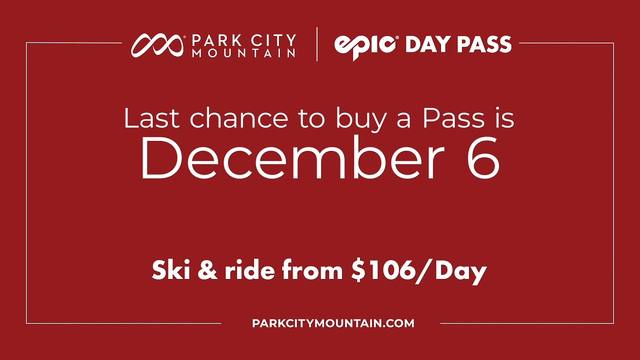 PARK CITY MOUNTAIN
epic® DAY PASS
Last chance to buy a Pass is
December 6
Ski & ride from $106/Day
PARKCITYMOUNTAIN.COM